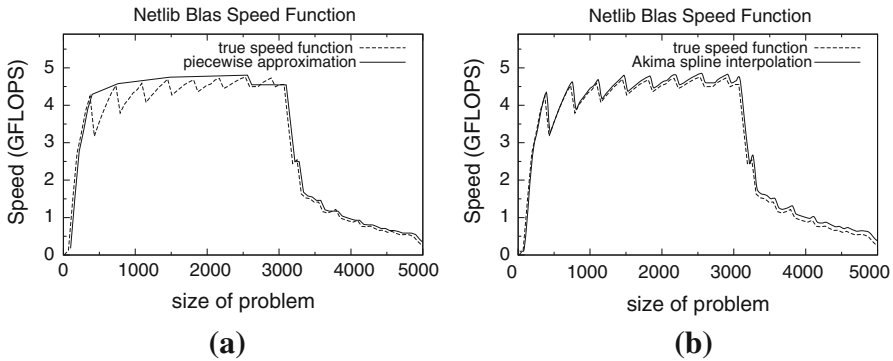 Netlib Blas Speed Function
true speed function
piecewise approximation
Speed (GFLOPS)
5
4
3
2
1
0
0 1000 2000 3000 4000 5000
size of problem
(a)
Netlib Blas Speed Function
true speed function
Akima spline interpolation
Speed (GFLOPS)
5
4
3
2
1
0
0 1000 2000 3000 4000 5000
size of problem
(b)